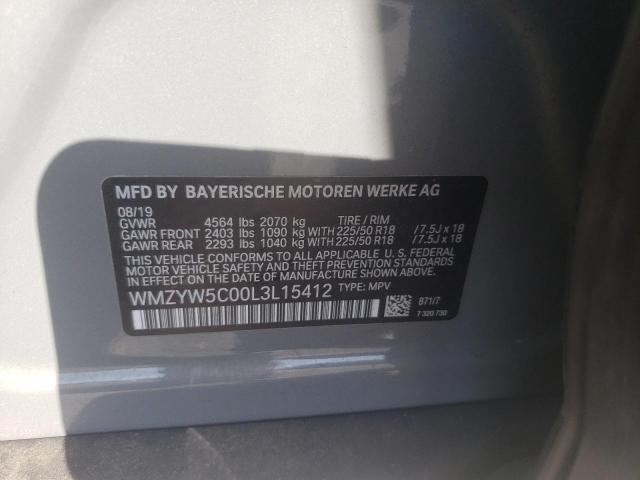 MFD BY BAYERISCHE MOTOREN WERKE AG
08/19
GVWR 4564 lbs 2070 kg TIRE / RIM
GAWR FRONT 2403 lbs 1090 kg WITH 225/50 R18 /7.5J x 18
GAWR REAR 2293 lbs 1040 kg WITH 225/50 R18 /7.5J x 18
THIS VEHICLE CONFORMS TO ALL APPLICABLE U. S. FEDERAL
MOTOR VEHICLE SAFETY AND THEFT PREVENTION STANDARDS
IN EFFECT ON THE DATE OF MANUFACTURE SHOWN ABOVE.
WMZYW5C00L3L15412 TYPE: MPV
B71/7
7 320 730